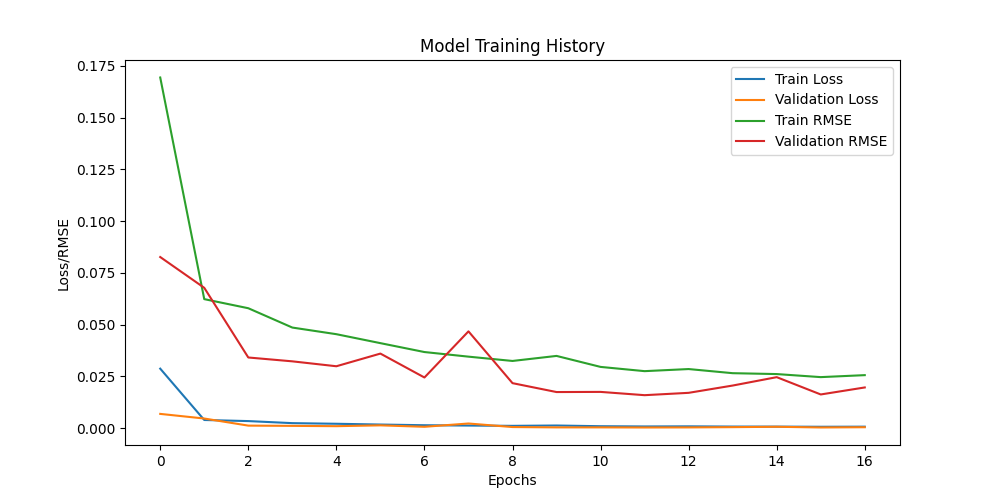 Model Training History
Train Loss
Validation Loss
Train RMSE
Validation RMSE
0.175
0.150
0.125
0.100
0.075
0.050
0.025
0.000
Loss/RMSE
0 2 4 6 8 10 12 14 16
Epochs